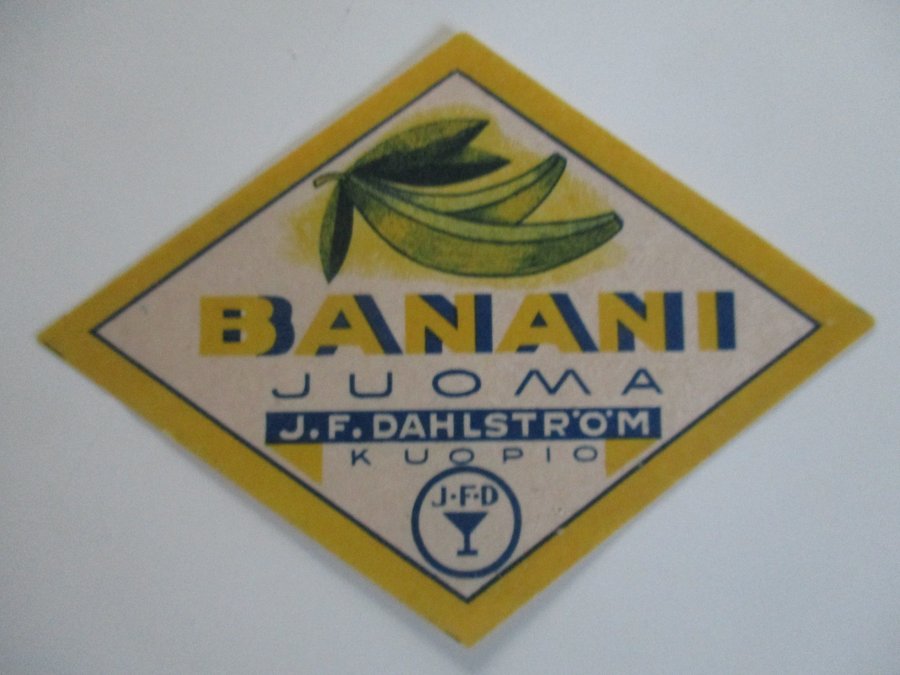 BANANI
JUOMA
J.F. DAHLSTRÖM
KUOPIO
J·F·D